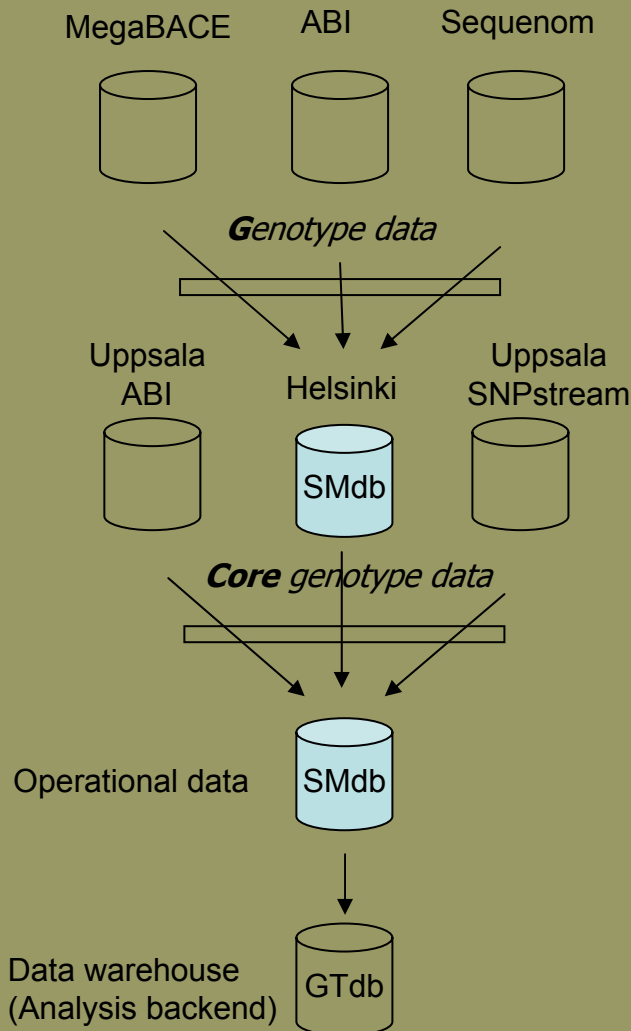 MegaBACE
ABI
Sequenom
Genotype data
Uppsala
ABI
Helsinki
Uppsala
SNPstream
SMdb
Core genotype data
Operational data
SMdb
Data warehouse
(Analysis backend)
GTdb